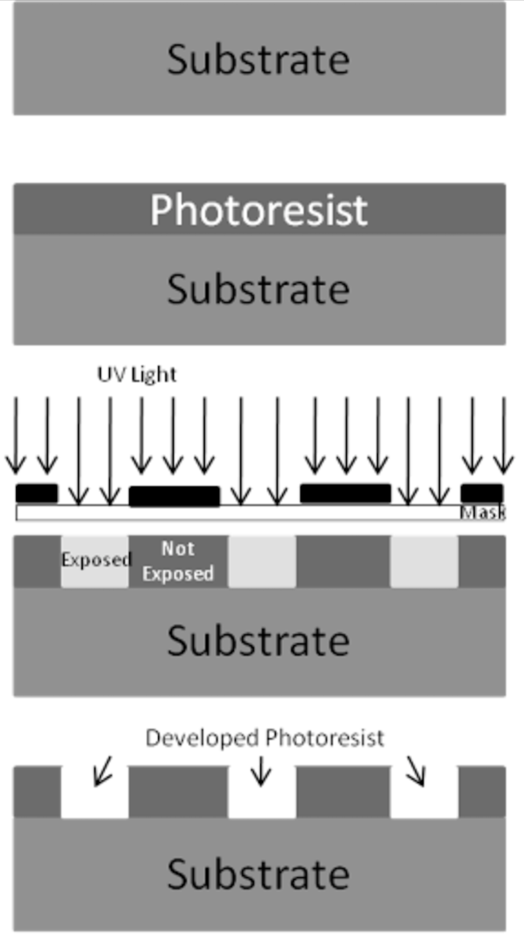 Substrate
Photoresist
Substrate
UV Light
Mask
Exposed
Not
Exposed
Substrate
Developed Photoresist
Substrate